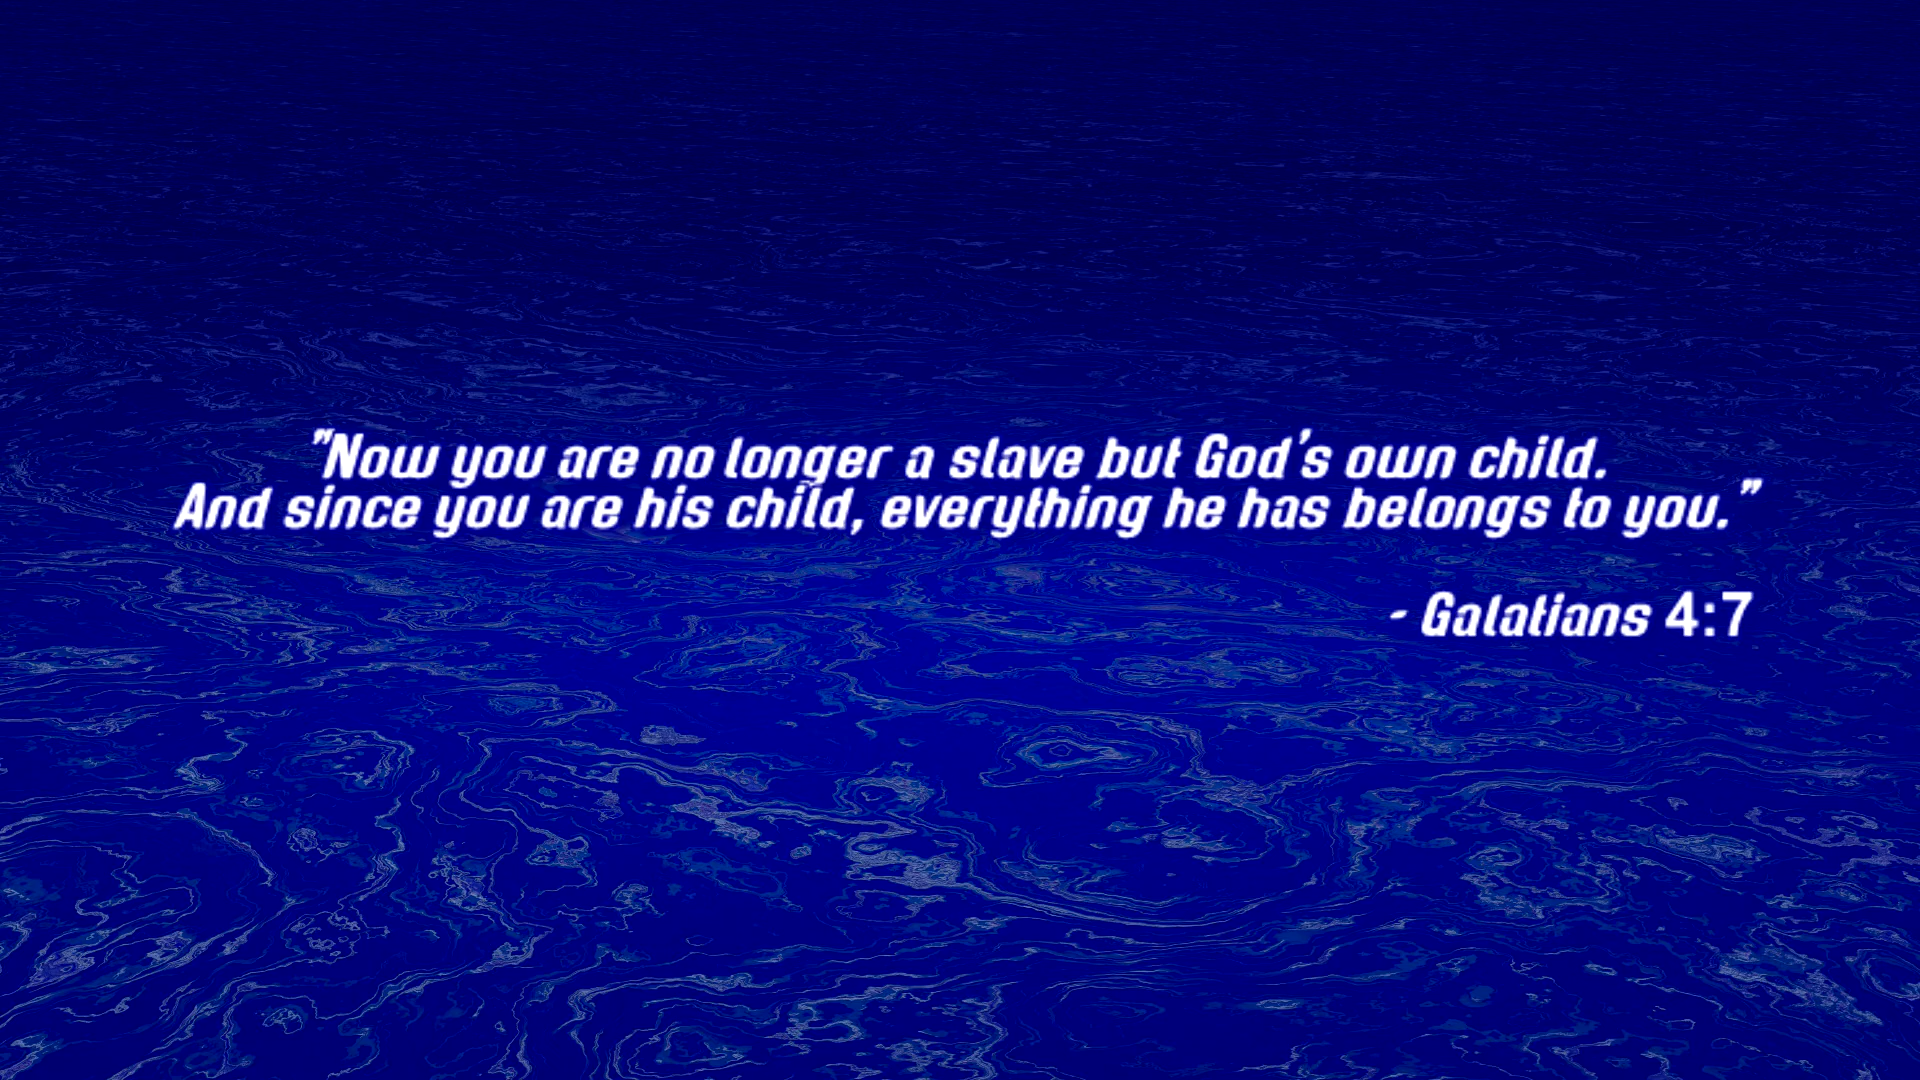 "Now you are no longer a slave but God's own child.
And since you are his child, everything he has belongs to you."
- Galatians 4:7